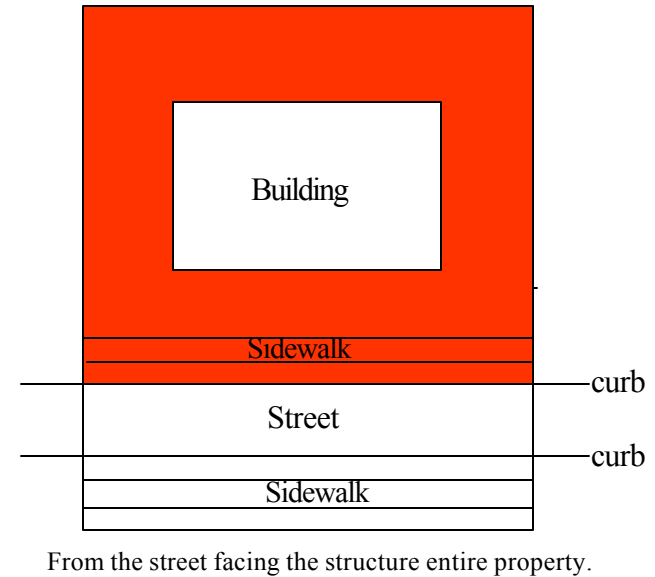 Building
Sidewalk
curb
Street
curb
Sidewalk
From the street facing the structure entire property.